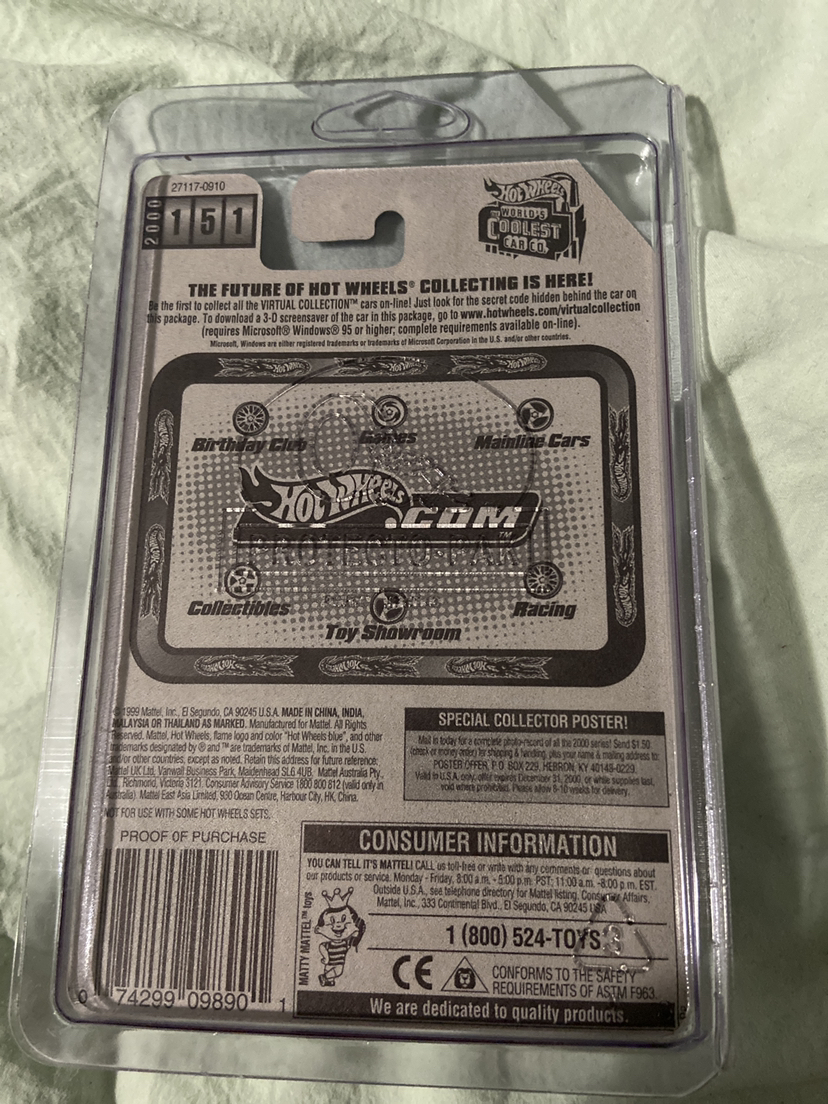 27117-0910
2000
151
HOT WHEELS
WORLD'S
COOLEST
CAR CO.
THE FUTURE OF HOT WHEELS® COLLECTING IS HERE!
Be the first to collect all the VIRTUAL COLLECTION™ cars on-line! Just look for the secret code hidden behind the car on
this package. To download a 3-D screensaver of the car in this package, go to www.hotwheels.com/virtualcollection
(requires Microsoft® Windows® 95 or higher; complete requirements available on-line).
Microsoft, Windows are either registered trademarks or trademarks of Microsoft Corporation in the U.S. and/or other countries.
Birthday Club
Games
Mainline Cars
HOT WHEELS
.COM™
PROTECTO-PAK
Collectibles
Toy Showroom
Racing
©1999 Mattel, Inc., El Segundo, CA 90245 U.S.A. MADE IN CHINA, INDIA,
MALAYSIA OR THAILAND AS MARKED. Manufactured for Mattel. All Rights
Reserved. Mattel, Hot Wheels, flame logo and color "Hot Wheels blue", and other
trademarks designated by ® and ™ are trademarks of Mattel, Inc. in the U.S.
and/or other countries, except as noted. Retain this address for future reference:
Mattel UK Ltd, Vanwall Business Park, Maidenhead SL6 4UB. Mattel Australia Pty.,
Ltd., Richmond, Victoria 3121. Consumer Advisory Service 1800 800 812 (valid only in
Australia). Mattel East Asia Limited, 930 Ocean Centre, Harbour City, HK, China.
NOT FOR USE WITH SOME HOT WHEELS SETS.
SPECIAL COLLECTOR POSTER!
Mail is today for a complete photo-record of all the 2000 series! Send $1.50
(check or money order) for shipping & handling, plus your name & mailing address to:
POSTER OFFER, P.O. BOX 229, HEBRON, KY 40148-0229.
Valid in U.S.A. only, offer expires December 31, 2000, or while supplies last,
void where prohibited. Please allow 8-10 weeks for delivery.
PROOF OF PURCHASE
0 74299 09890 1
CONSUMER INFORMATION
YOU CAN TELL IT'S MATTEL! CALL us toll-free or write with any comments or questions about
our products or service. Monday - Friday, 8:00 a.m. - 5:00 p.m. PST; 11:00 a.m. -8:00 p.m. EST.
Outside U.S.A., see telephone directory for Mattel listing. Consumer Affairs,
Mattel, Inc., 333 Continental Blvd., El Segundo, CA 90245 USA
1 (800) 524-TOYS
MATTY MATTEL™ toys
CE
CONFORMS TO THE SAFETY
REQUIREMENTS OF ASTM F963.
We are dedicated to quality products.